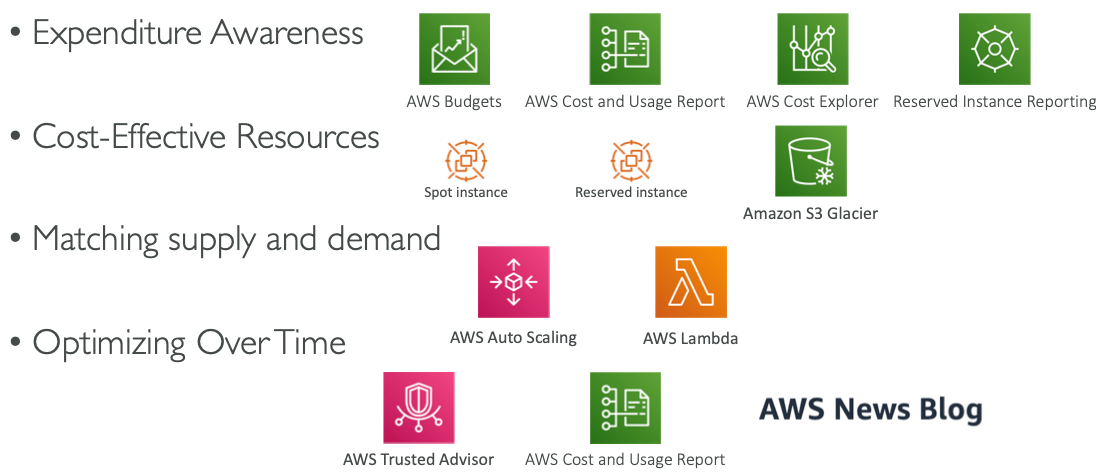 • Expenditure Awareness
AWS Budgets AWS Cost and Usage Report AWS Cost Explorer Reserved Instance Reporting
• Cost-Effective Resources
Spot instance Reserved instance
Amazon S3 Glacier
• Matching supply and demand
AWS Auto Scaling AWS Lambda
• Optimizing Over Time
AWS News Blog
AWS Trusted Advisor AWS Cost and Usage Report